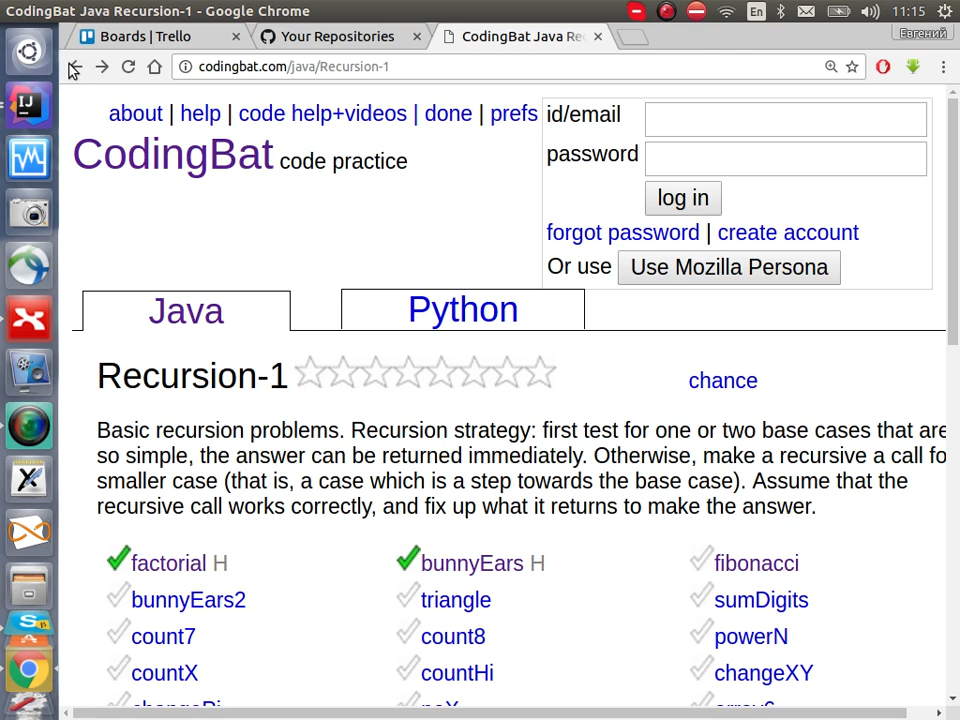 CodingBat Java Recursion-1 - Google Chrome
En
11:15
Boards | Trello
Your Repositories
CodingBat Java Re
Евгений
codingbat.com/java/Recursion-1
about | help | code help+videos | done | prefs
id/email
CodingBat code practice
password
log in
forgot password | create account
Or use Use Mozilla Persona
Java
Python
Recursion-1
chance
Basic recursion problems. Recursion strategy: first test for one or two base cases that are
so simple, the answer can be returned immediately. Otherwise, make a recursive a call fo
smaller case (that is, a case which is a step towards the base case). Assume that the
recursive call works correctly, and fix up what it returns to make the answer.
factorial H
bunnyEars H
fibonacci
bunnyEars2
triangle
sumDigits
count7
count8
powerN
countX
countHi
changeXY
changePi
noX
array6